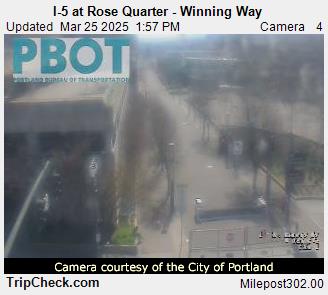 I-5 at Rose Quarter - Winning Way
Updated Mar 25 2025 1:57 PM Camera 4
PBOT
PORTLAND BUREAU OF TRANSPORTATION
Camera courtesy of the City of Portland
TripCheck.com Milepost302.00